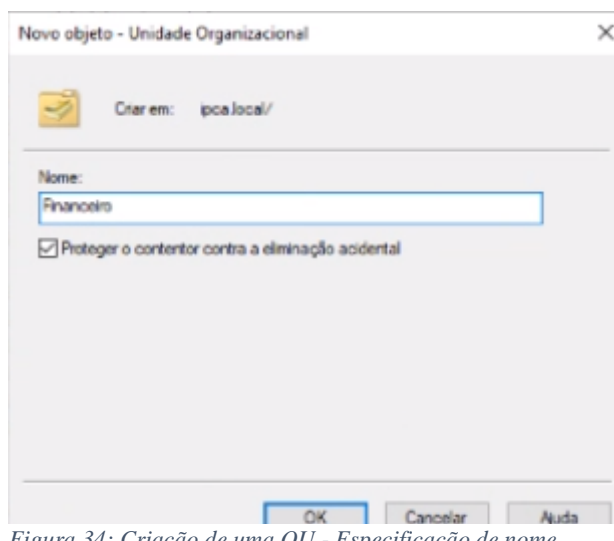 Novo objeto - Unidade Organizacional
Criar em: ipca.local/
Nome:
Financeiro
Proteger o contentor contra a eliminação acidental
OK Cancelar Ajuda
Figura 34: Criação de uma OU - Especificação de nome